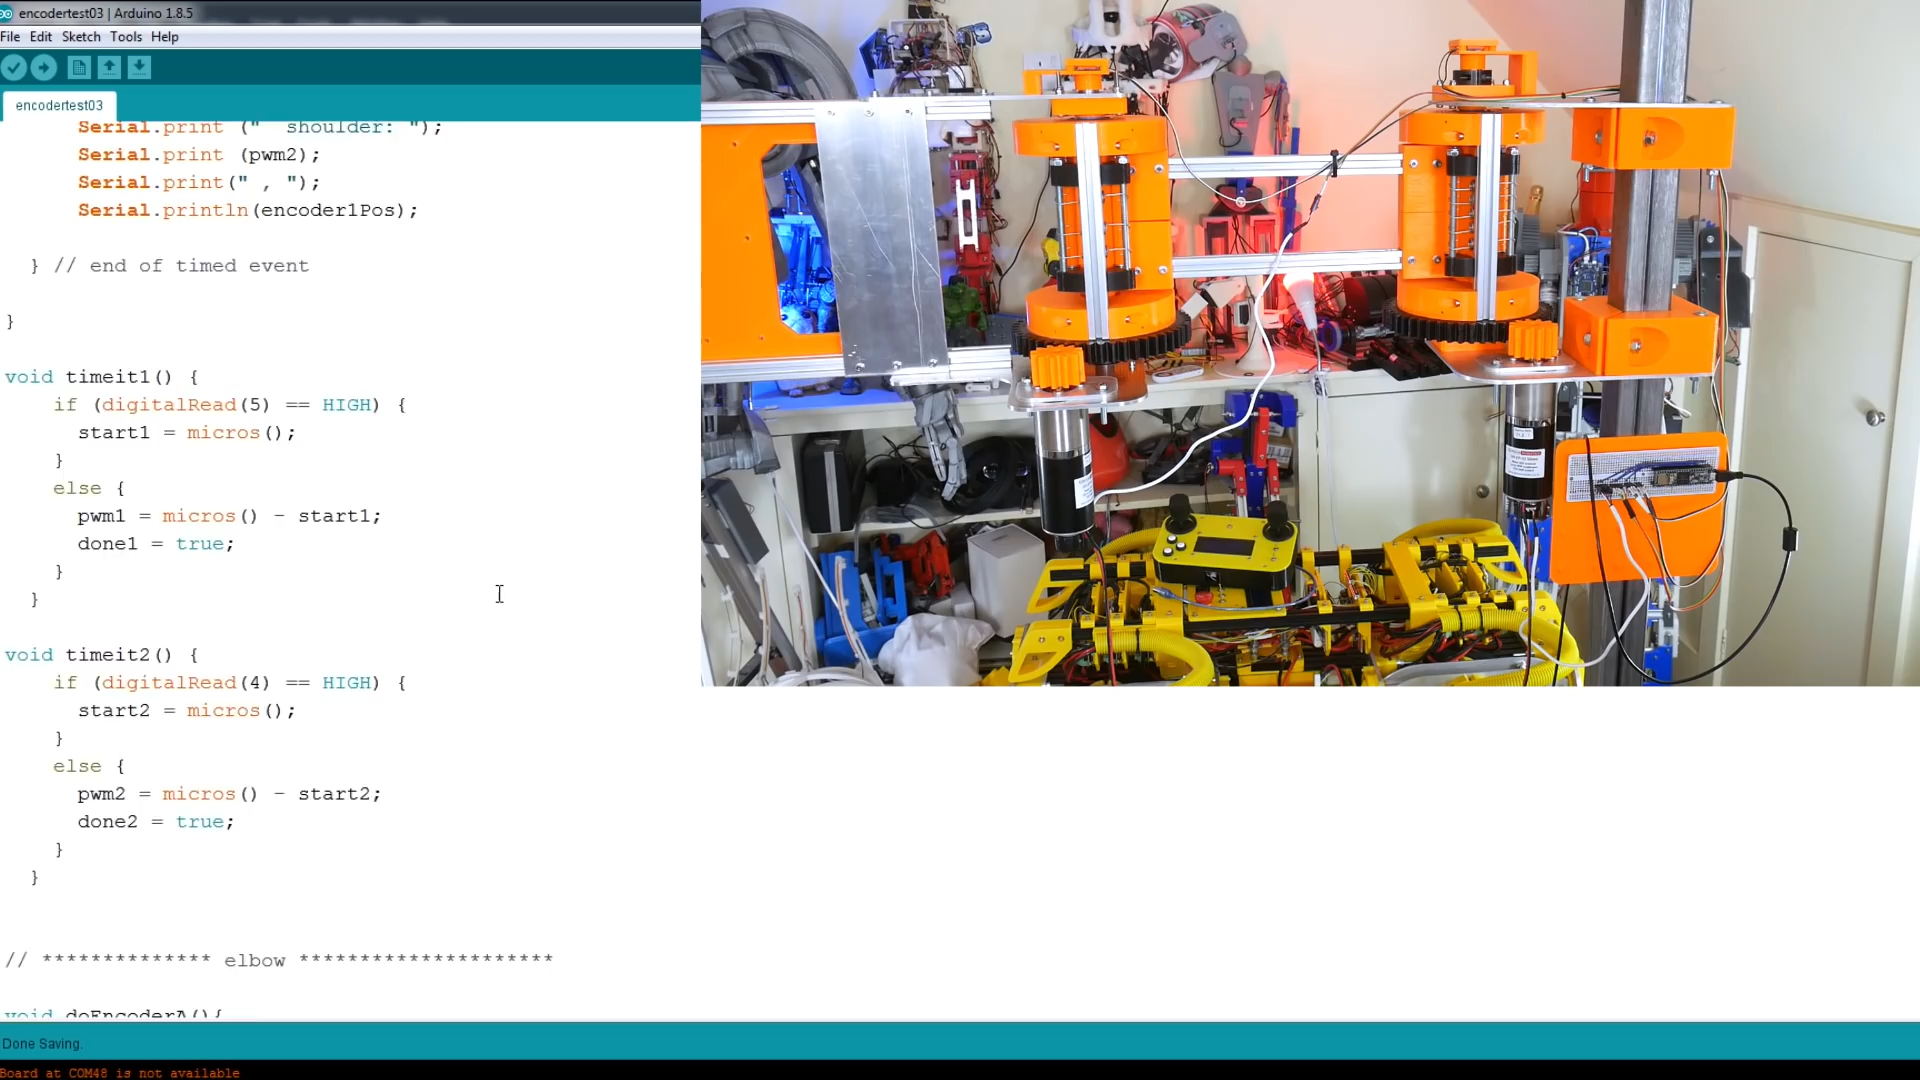 encodertest03 | Arduino 1.8.5
File Edit Sketch Tools Help
encodertest03
Serial.print ("  shoulder: ");
Serial.print (pwm2);
Serial.print(" , ");
Serial.println(encoder1Pos);
} // end of timed event
}
void timeit1() {
if (digitalRead(5) == HIGH) {
start1 = micros();
}
else {
pwm1 = micros() - start1;
done1 = true;
}
}
void timeit2() {
if (digitalRead(4) == HIGH) {
start2 = micros();
}
else {
pwm2 = micros() - start2;
done2 = true;
}
}
// ************** elbow *********************
void doEncoderA(){
Done Saving.
Board at COM48 is not available